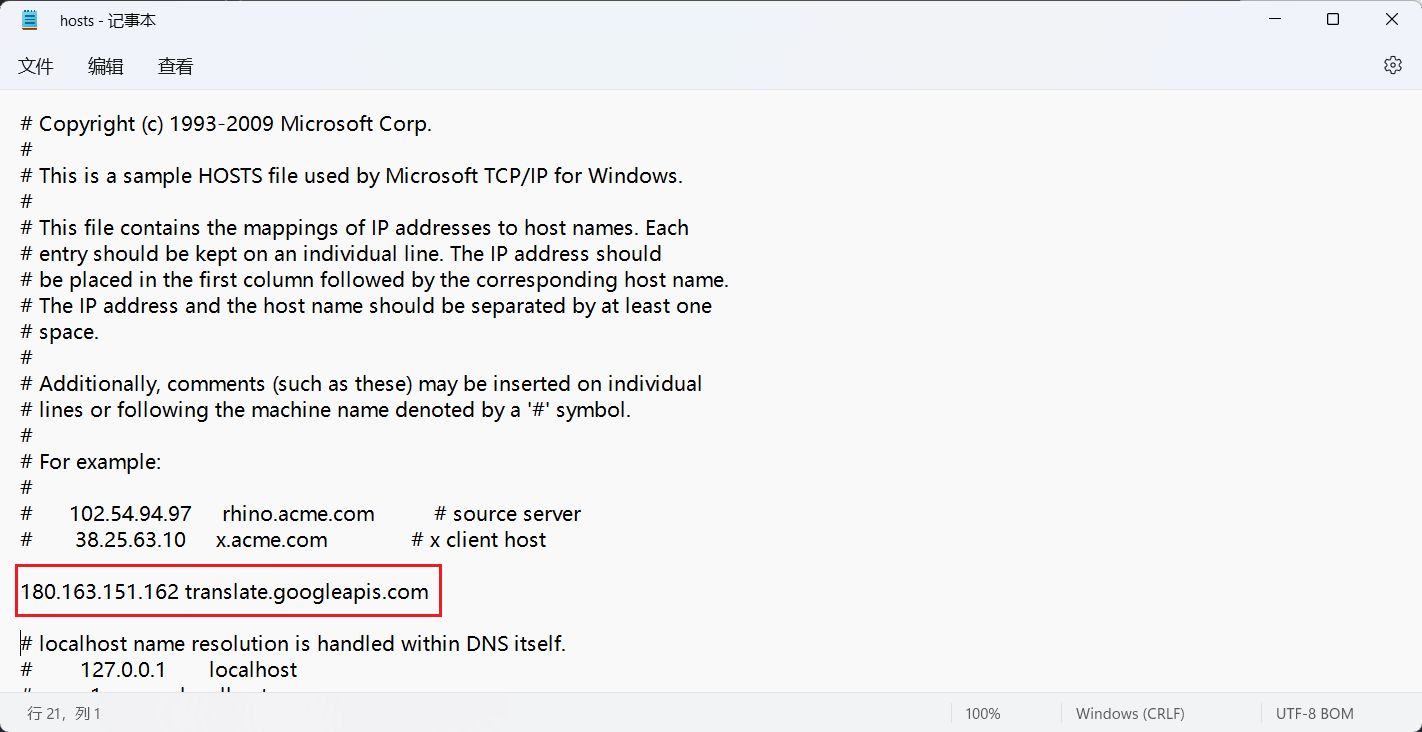 hosts - 记事本
文件 编辑 查看
# Copyright (c) 1993-2009 Microsoft Corp.
#
# This is a sample HOSTS file used by Microsoft TCP/IP for Windows.
#
# This file contains the mappings of IP addresses to host names. Each
# entry should be kept on an individual line. The IP address should
# be placed in the first column followed by the corresponding host name.
# The IP address and the host name should be separated by at least one
# space.
#
# Additionally, comments (such as these) may be inserted on individual
# lines or following the machine name denoted by a '#' symbol.
#
# For example:
#
# 102.54.94.97 rhino.acme.com # source server
# 38.25.63.10 x.acme.com # x client host
180.163.151.162 translate.googleapis.com
# localhost name resolution is handled within DNS itself.
# 127.0.0.1 localhost
行 21，列 1 100% Windows (CRLF) UTF-8 BOM